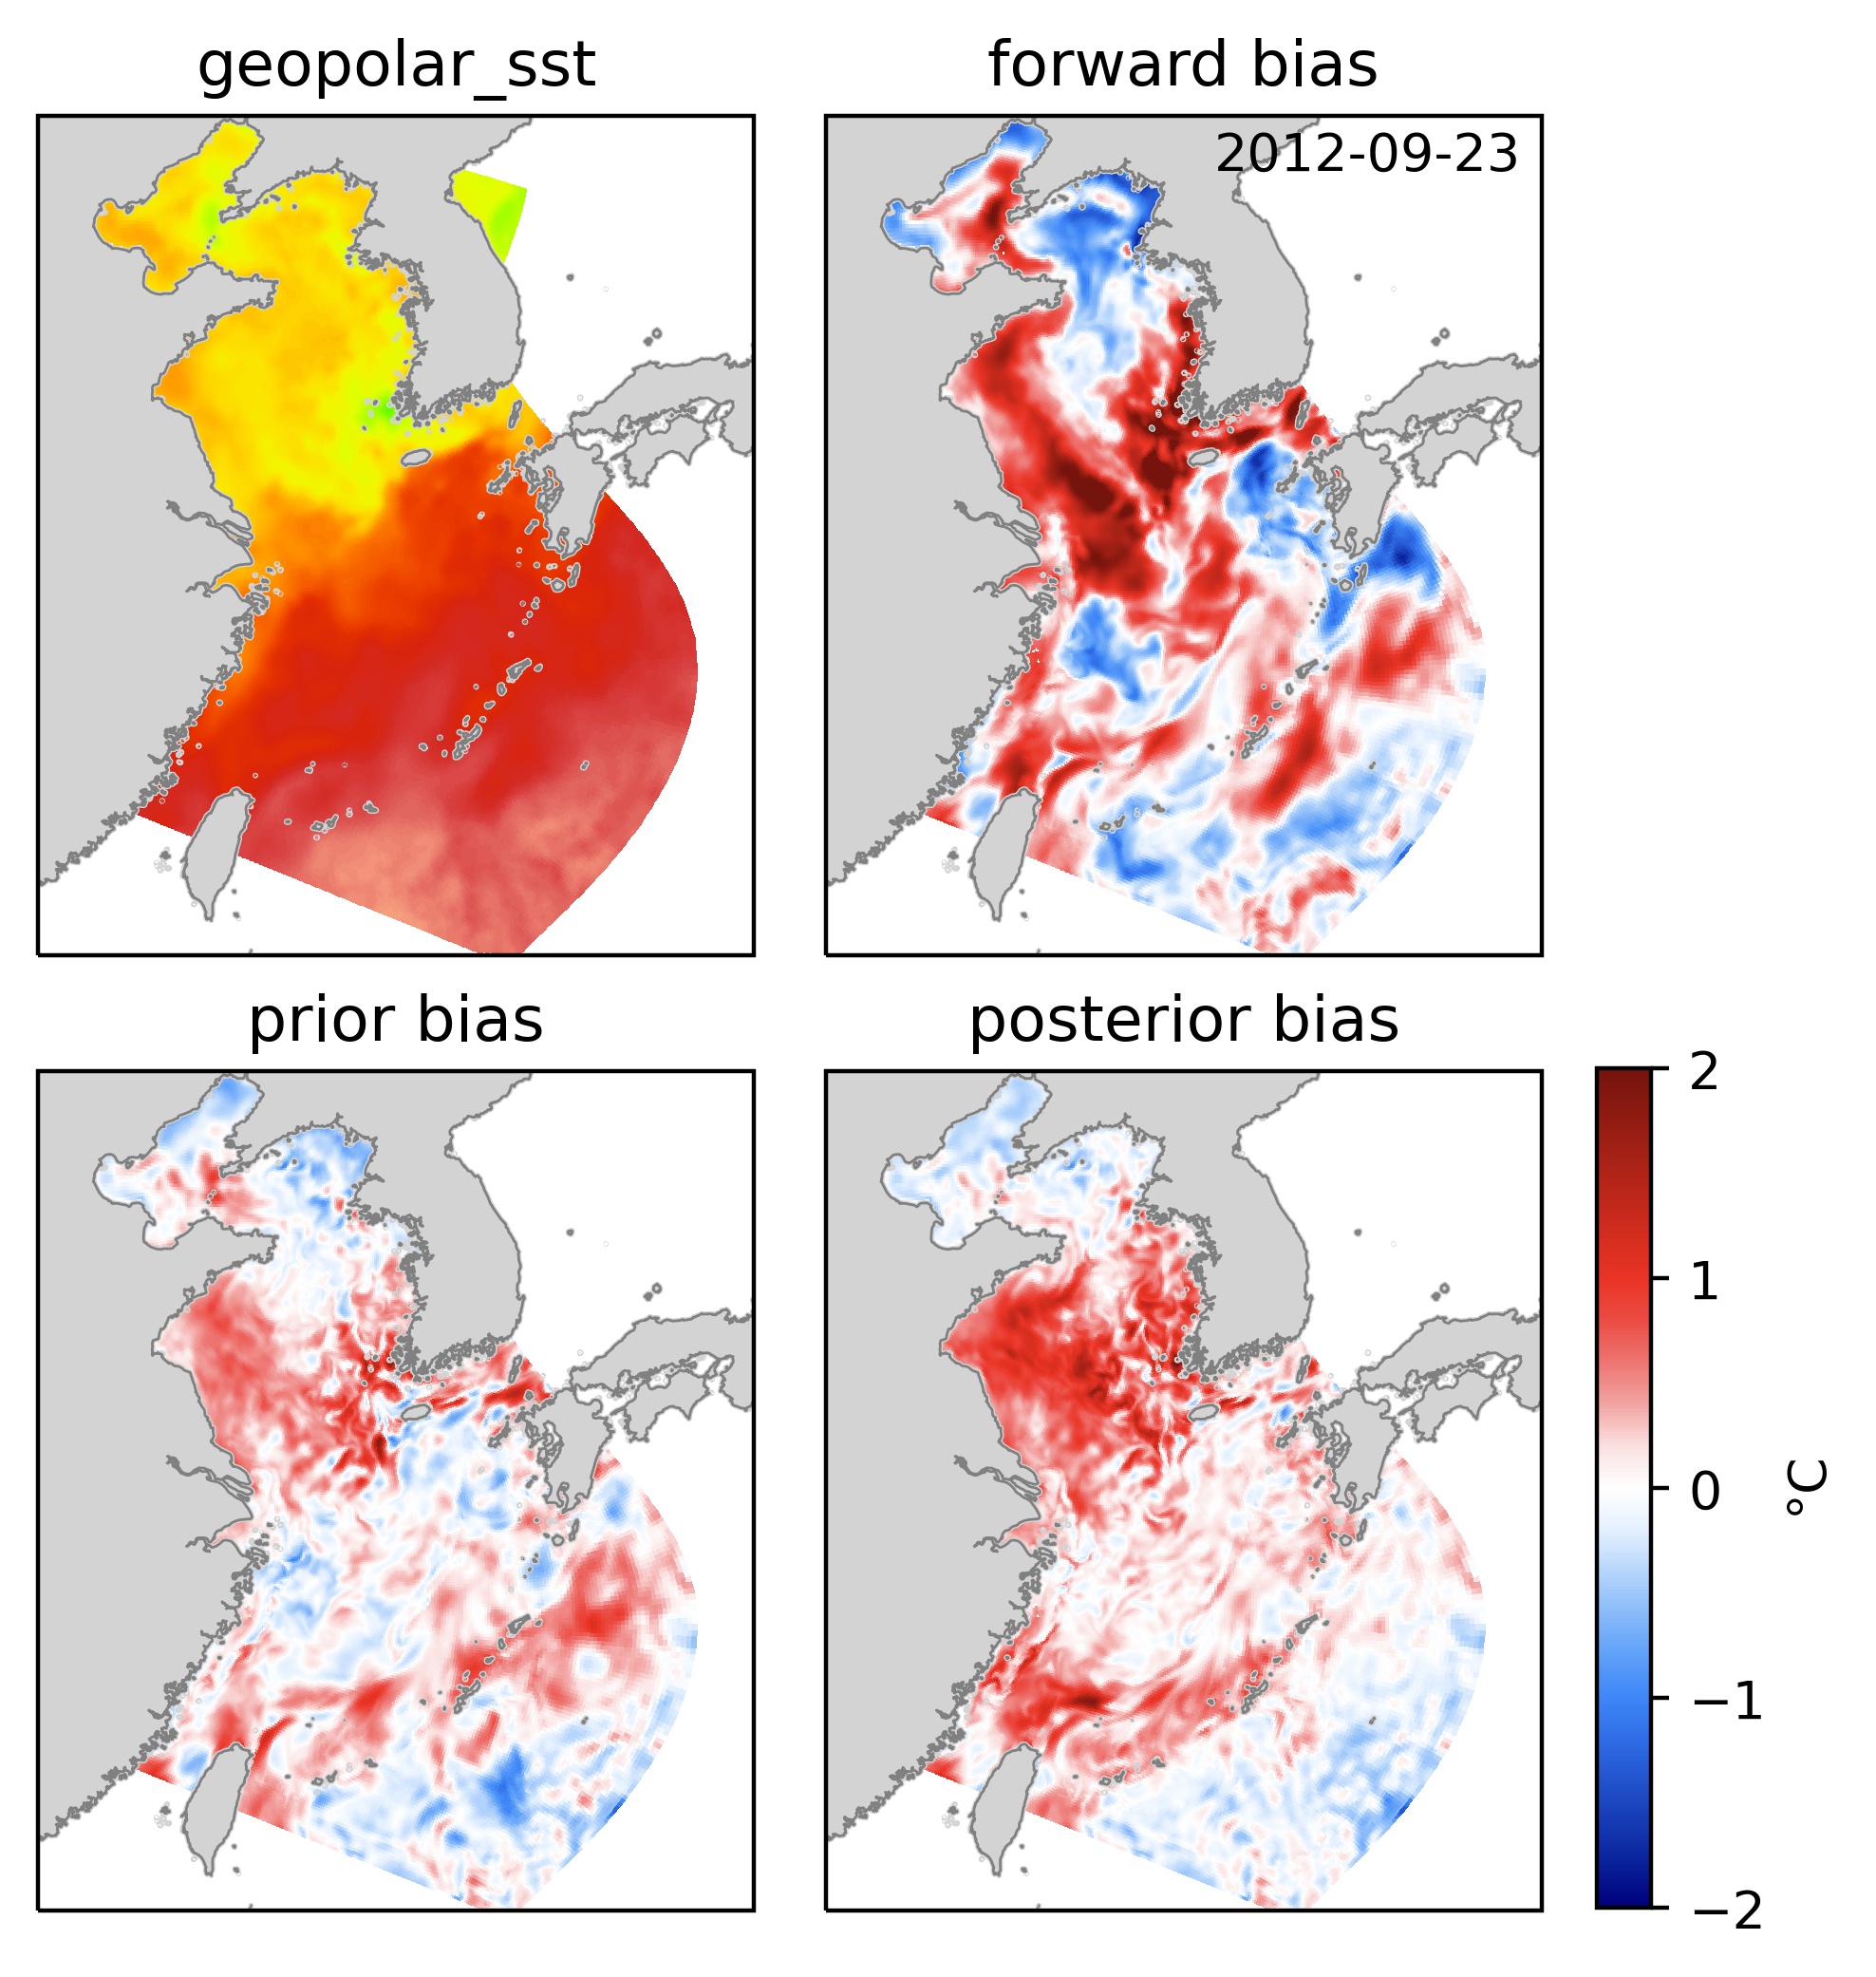 geopolar_sst
forward bias
2012-09-23
prior bias
posterior bias
2
1
0
−1
−2
°C